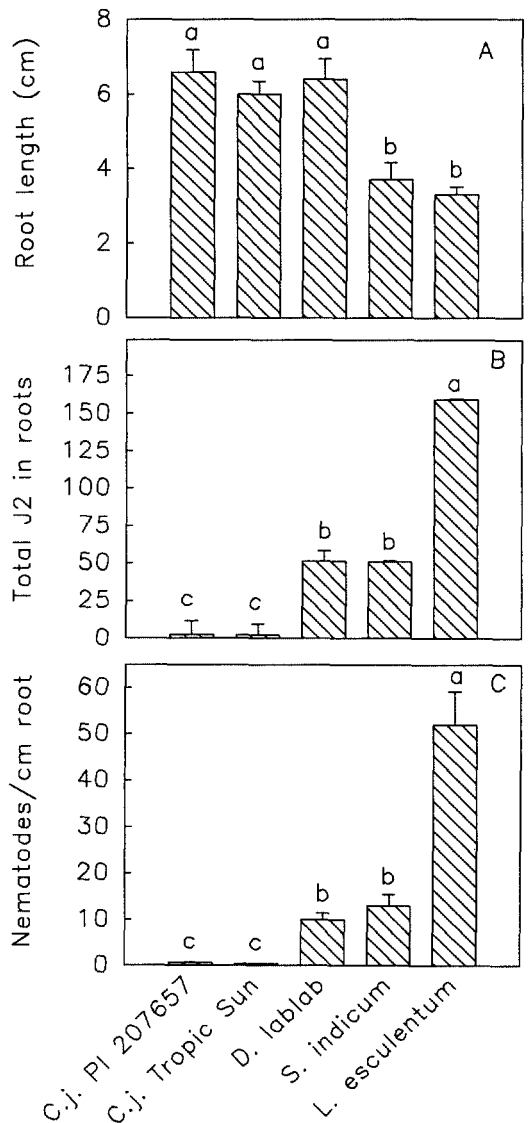 A
Root length (cm)
8
6
4
2
0
a
a
a
b
b
B
Total J2 in roots
175
150
125
100
75
50
25
0
c
c
b
b
a
C
Nematodes/cm root
60
50
40
30
20
10
0
c
c
b
b
a
C.j. PI 207657
C.j. Tropic Sun
D. lablab
S. indicum
L. esculentum